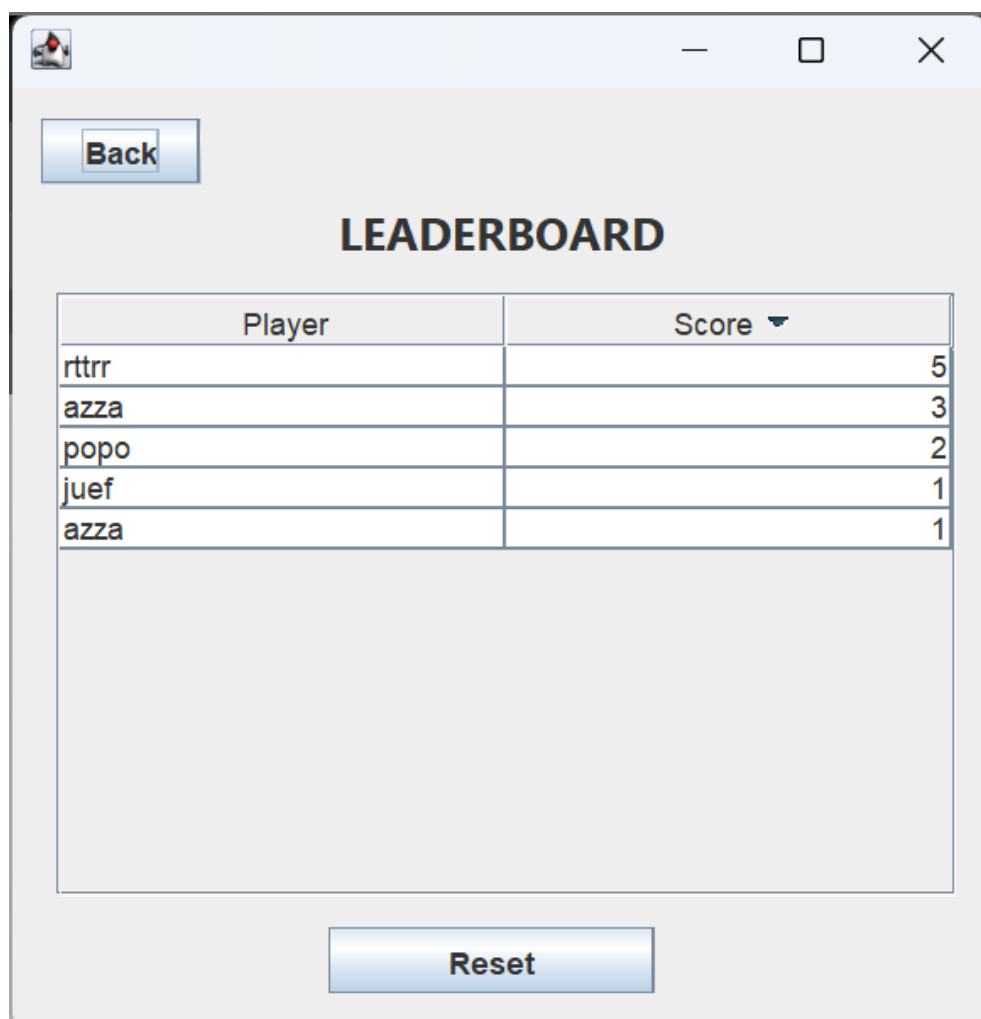 Back
LEADERBOARD
Player Score
rttrr 5
azza 3
popo 2
juef 1
azza 1
Reset